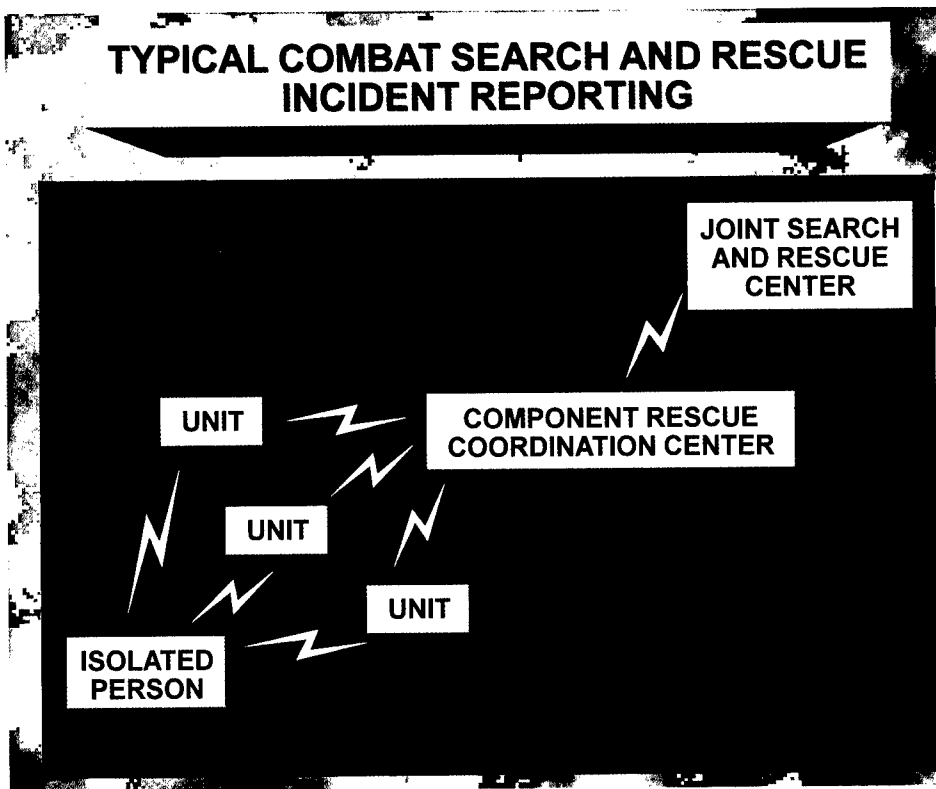 TYPICAL COMBAT SEARCH AND RESCUE
INCIDENT REPORTING
JOINT SEARCH
AND RESCUE
CENTER
UNIT
COMPONENT RESCUE
COORDINATION CENTER
UNIT
UNIT
ISOLATED
PERSON